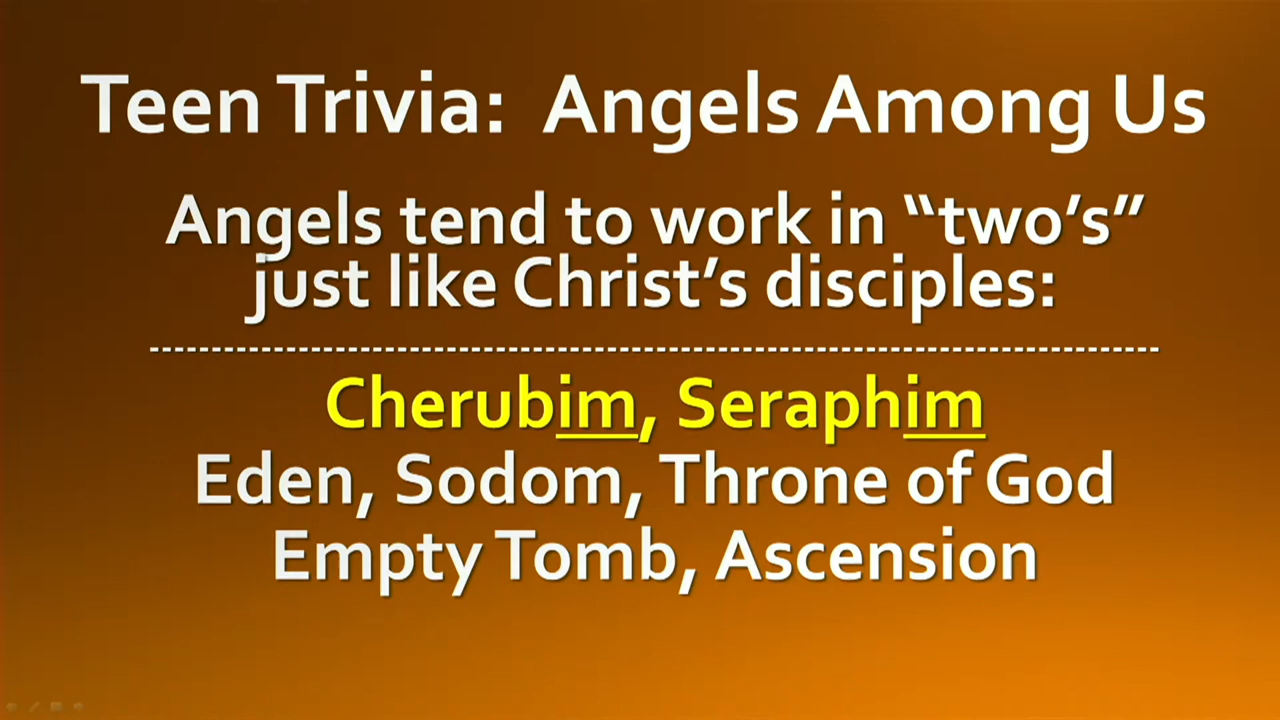 Teen Trivia: Angels Among Us
Angels tend to work in “two’s”
just like Christ’s disciples:
Cherubim, Seraphim
Eden, Sodom, Throne of God
Empty Tomb, Ascension